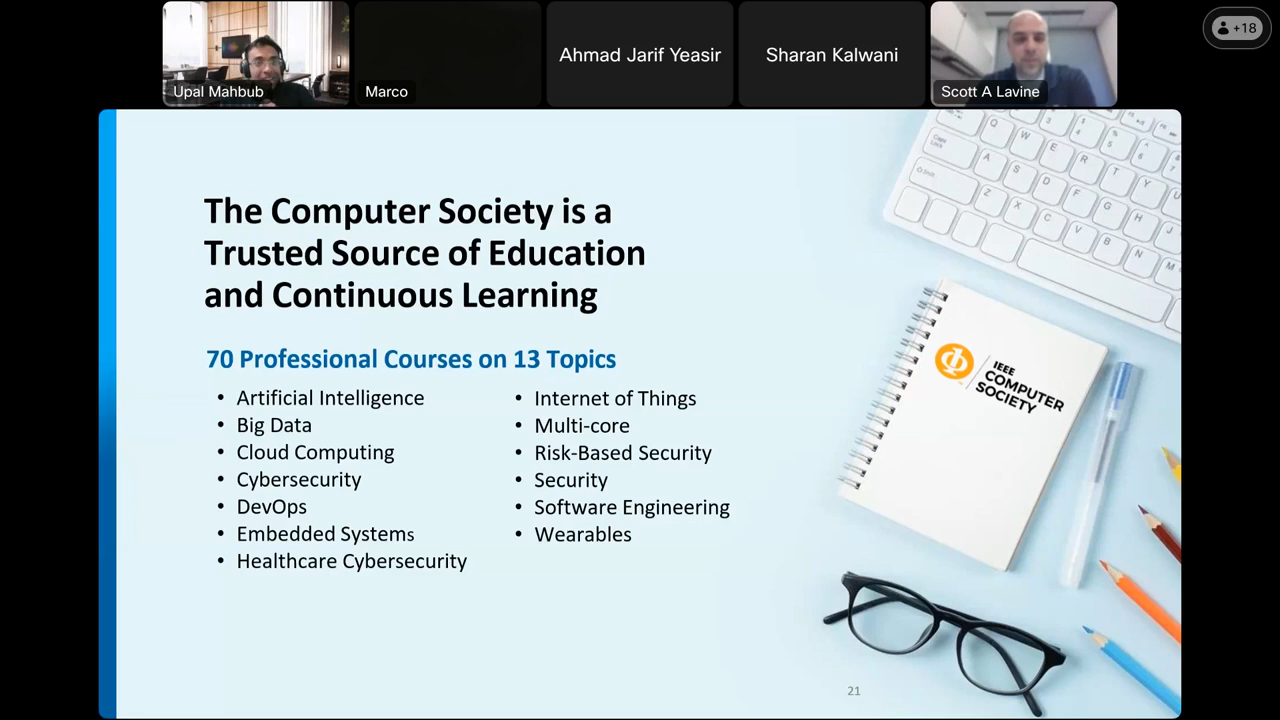 Upal Mahbub
Marco
Ahmad Jarif Yeasir
Sharan Kalwani
Scott A Lavine
+18
The Computer Society is a
Trusted Source of Education
and Continuous Learning
70 Professional Courses on 13 Topics
• Artificial Intelligence
• Big Data
• Cloud Computing
• Cybersecurity
• DevOps
• Embedded Systems
• Healthcare Cybersecurity
• Internet of Things
• Multi-core
• Risk-Based Security
• Security
• Software Engineering
• Wearables
IEEE
COMPUTER
SOCIETY
21